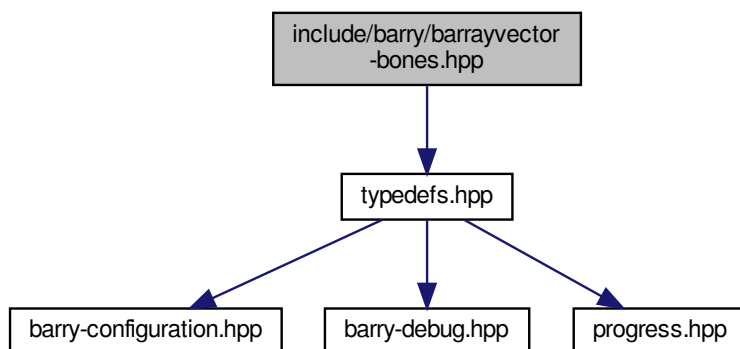 include/barry/barrayvector
-bones.hpp
typedefs.hpp
barry-configuration.hpp
barry-debug.hpp
progress.hpp